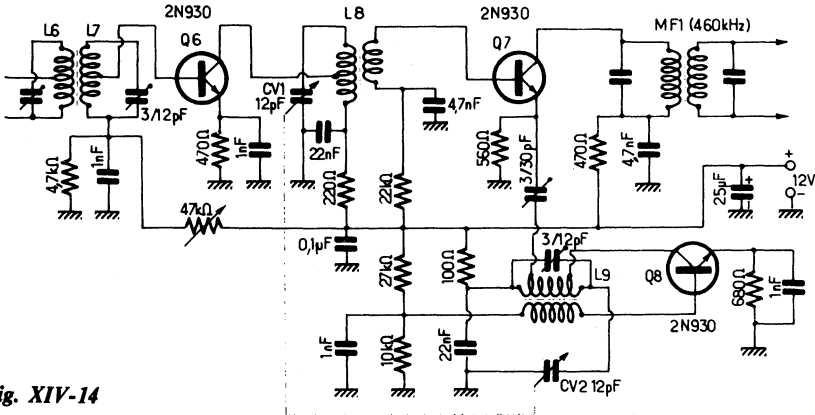 L6 L7
Q6
2N930
L8
2N930
Q7
MF1 (460kHz)
3/12pF
CV1
12pF
4,7nF
22nF
4,7kΩ
1nF
470Ω
1nF
220Ω
22kΩ
560Ω
3/30pF
470Ω
4,7nF
25μF
+
-
+
12V
-
47kΩ
0,1μF
27kΩ
100Ω
3/12pF
L9
Q8
2N930
680Ω
1nF
1nF
10kΩ
22nF
CV2 12pF
ig. XIV-14